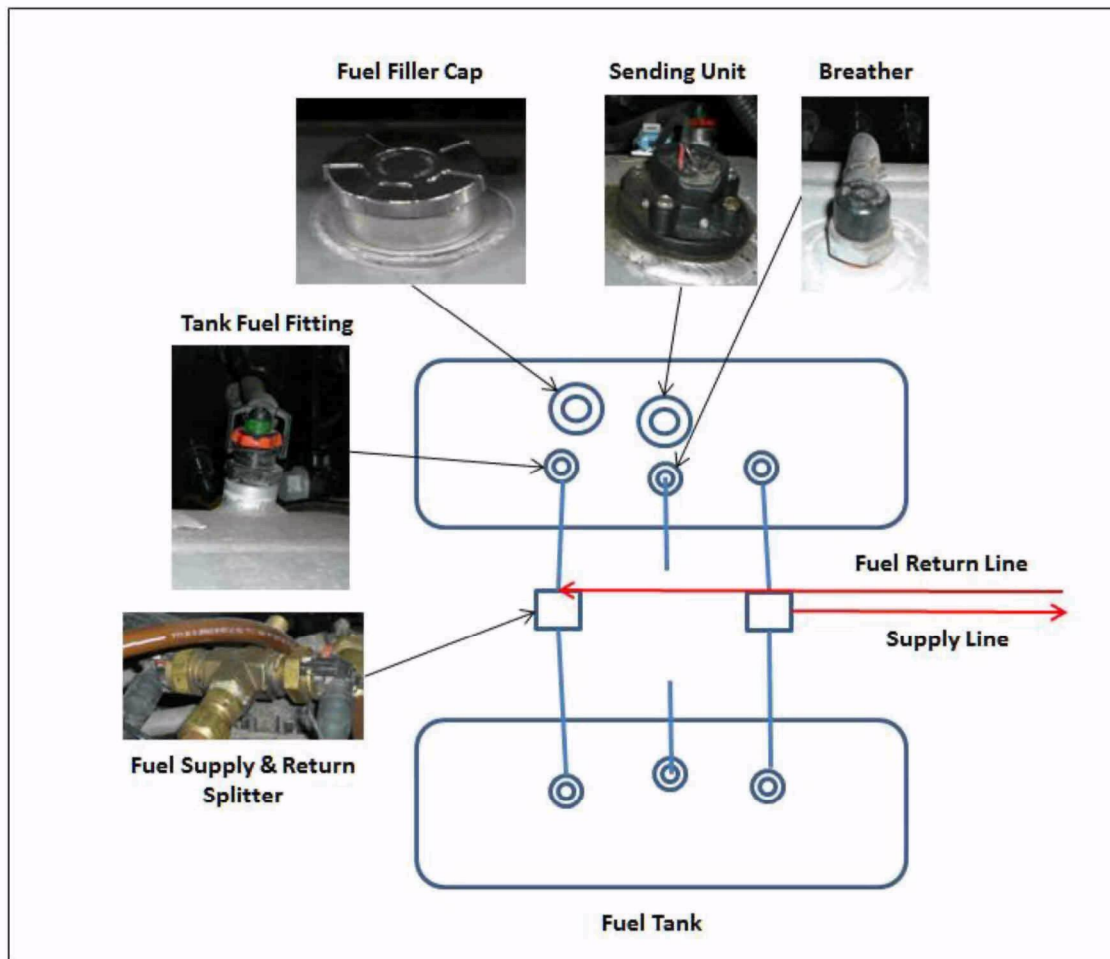 Fuel Filler Cap
Sending Unit
Breather
Tank Fuel Fitting
Fuel Return Line
Supply Line
Fuel Supply & Return
Splitter
Fuel Tank